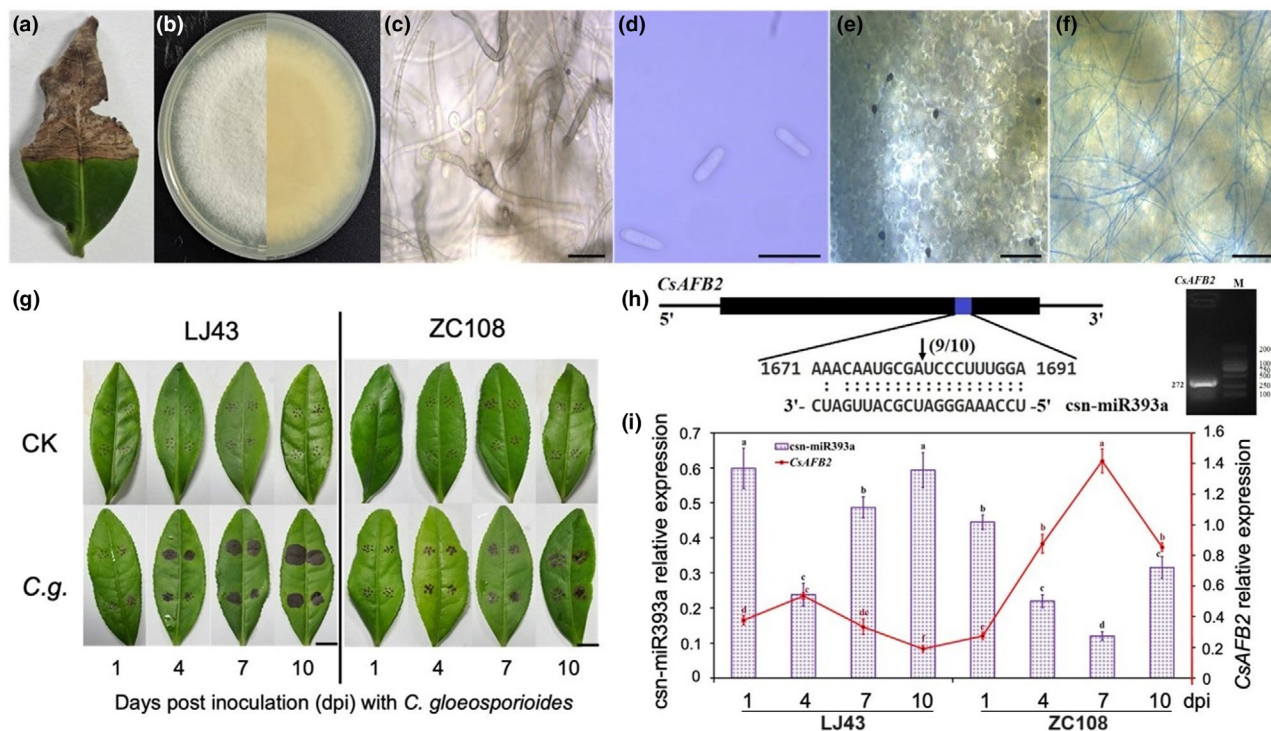 (a) (b) (c) (d) (e) (f)
(g)
LJ43 ZC108
CK
C.g.
1 4 7 10 1 4 7 10
Days post inoculation (dpi) with C. gloeosporioides
(h)
CsAFB2
5' 3'
(9/10)
1671 AAACAAUGCGAUCCCUUUGGA 1691
3'- CUAGUUACGCUAGGGAAACCU -5' csn-miR393a
CsAFB2 M
272
500
250
100
(i)
csn-miR393a relative expression
0.7
0.6
0.5
0.4
0.3
0.2
0.1
0
csn-miR393a
CsAFB2
a c b a b c d c
d c de f b a b
CsAFB2 relative expression
1.6
1.4
1.2
1.0
0.8
0.6
0.4
0.2
0
1 4 7 10 1 4 7 10 dpi
LJ43 ZC108